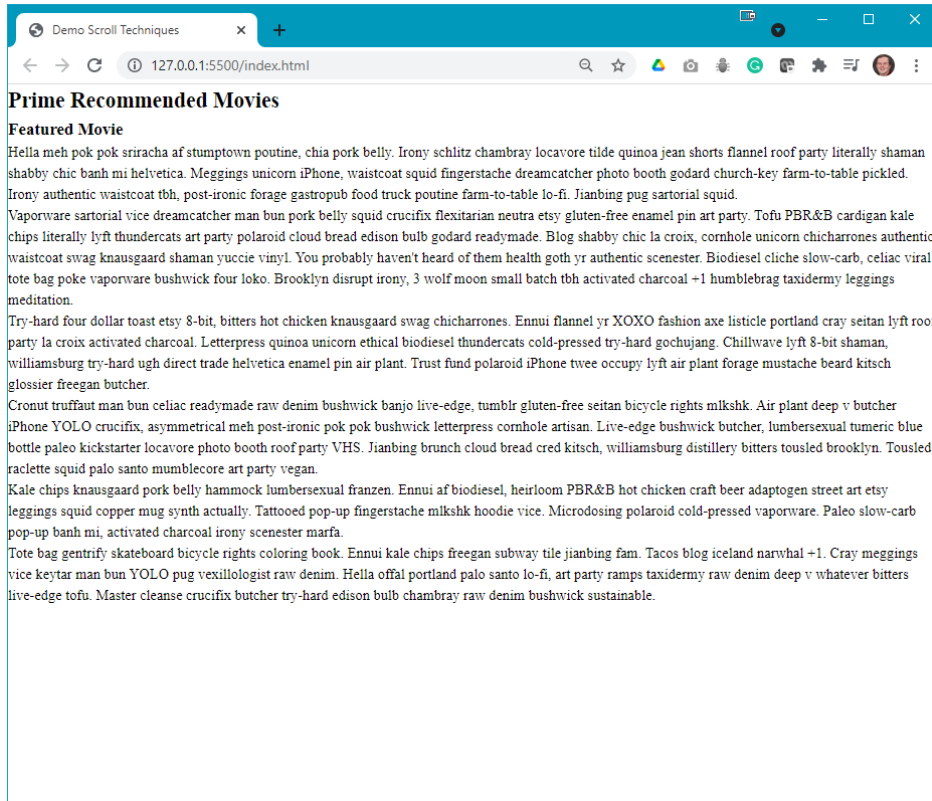 Demo Scroll Techniques
127.0.0.1:5500/index.html
Prime Recommended Movies
Featured Movie
Hella meh pok pok sriracha af stumptown poutine, chia pork belly. Irony schlitz chambray locavore tilde quinoa jean shorts flannel roof party literally shaman
shabby chic banh mi helvetica. Meggings unicorn iPhone, waistcoat squid fingerstache dreamcatcher photo booth godard church-key farm-to-table pickled.
Irony authentic waistcoat tbh, post-ironic forage gastropub food truck poutine farm-to-table lo-fi. Jianbing pug sartorial squid.
Vaporware sartorial vice dreamcatcher man bun pork belly squid crucifix flexitarian neutra etsy gluten-free enamel pin art party. Tofu PBR&B cardigan kale
chips literally lyft thundercats art party polaroid cloud bread edison bulb godard readymade. Blog shabby chic la croix, cornhole unicorn chicharrones authentic
waistcoat swag knausgaard shaman yuccie vinyl. You probably haven't heard of them health goth yr authentic scenester. Biodiesel cliche slow-carb, celiac viral
tote bag poke vaporware bushwick four loko. Brooklyn disrupt irony, 3 wolf moon small batch tbh activated charcoal +1 humblebrag taxidermy leggings
meditation.
Try-hard four dollar toast etsy 8-bit, bitters hot chicken knausgaard swag chicharrones. Ennui flannel yr XOXO fashion axe listicle portland cray seitan lyft roo
party la croix activated charcoal. Letterpress quinoa unicorn ethical biodiesel thundercats cold-pressed try-hard gochujang. Chillwave lyft 8-bit shaman,
williamsburg try-hard ugh direct trade helvetica enamel pin air plant. Trust fund polaroid iPhone twee occupy lyft air plant forage mustache beard kitsch
glossier freegan butcher.
Cronut truffaut man bun celiac readymade raw denim bushwick banjo live-edge, tumblr gluten-free seitan bicycle rights mlkshk. Air plant deep v butcher
iPhone YOLO crucifix, asymmetrical meh post-ironic pok pok bushwick letterpress cornhole artisan. Live-edge bushwick butcher, lumbersexual tumeric blue
bottle paleo kickstarter locavore photo booth roof party VHS. Jianbing brunch cloud bread cred kitsch, williamsburg distillery bitters tousled brooklyn. Tousled
raclette squid palo santo mumblecore art party vegan.
Kale chips knausgaard pork belly hammock lumbersexual franzen. Ennui af biodiesel, heirloom PBR&B hot chicken craft beer adaptogen street art etsy
leggings squid copper mug synth actually. Tattooed pop-up fingerstache mlkshk hoodie vice. Microdosing polaroid cold-pressed vaporware. Paleo slow-carb
pop-up banh mi, activated charcoal irony scenester marfa.
Tote bag gentrify skateboard bicycle rights coloring book. Ennui kale chips freegan subway tile jianbing fam. Tacos blog iceland narwhal +1. Cray meggings
vice keytar man bun YOLO pug vexillologist raw denim. Hella offal portland palo santo lo-fi, art party ramps taxidermy raw denim deep v whatever bitters
live-edge tofu. Master cleanse crucifix butcher try-hard edison bulb chambray raw denim bushwick sustainable.